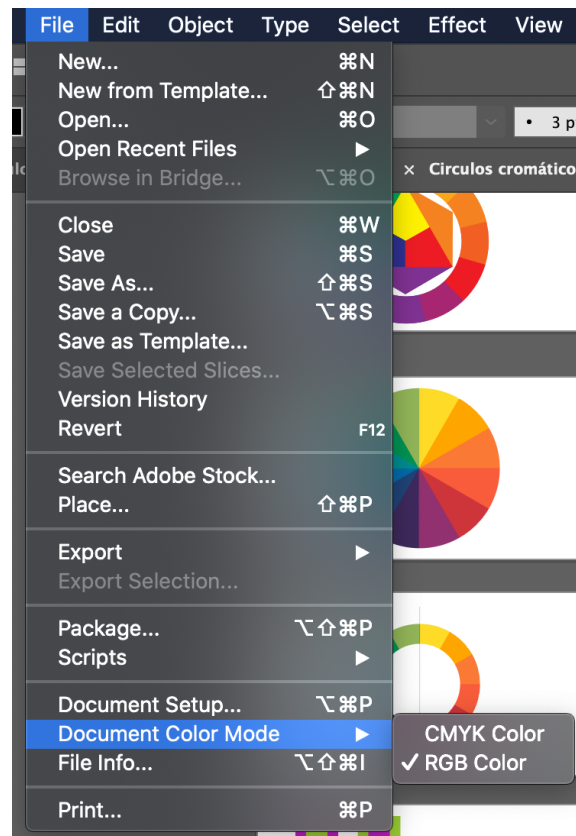 File Edit Object Type Select Effect View
New... ⌘N
New from Template... ⇧⌘N
Open... ⌘O
3 p
Open Recent Files ▶
× Circulos cromático
Browse in Bridge... ⌥⌘O
Close ⌘W
Save ⌘S
Save As... ⇧⌘S
Save a Copy... ⌥⌘S
Save as Template...
Save Selected Slices...
Version History
Revert F12
Search Adobe Stock...
Place... ⇧⌘P
Export ▶
Export Selection...
Package... ⌥⇧⌘P
Scripts ▶
Document Setup... ⌥⌘P
Document Color Mode ▶
CMYK Color
✓ RGB Color
File Info... ⌥⇧⌘I
Print... ⌘P